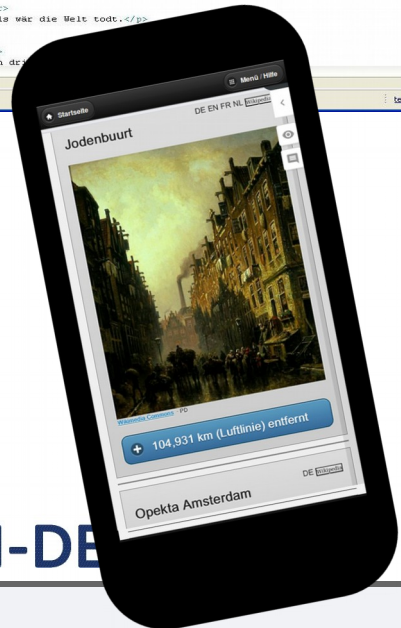 ls wär die Welt todt.</p>
Startseite
Menü / Hilfe
Jodenbuurt
DE EN FR NL Wikipedia
Wikimedia Commons - PD
104,931 km (Luftlinie) entfernt
Opekta Amsterdam
DE Wikipedia
-DE